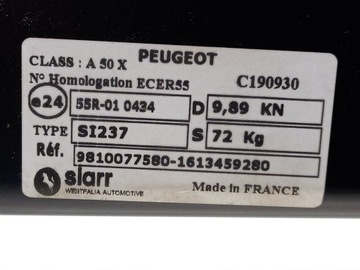 PEUGEOT
CLASS : A 50 X
N° Homologation ECER55 C190930
e24 55R-01 0434 D 9,89 KN
TYPE SI237 S 72 Kg
Réf. 9810077580-1613459280
siarr
WESTFALIA AUTOMOTIVE
Made in FRANCE